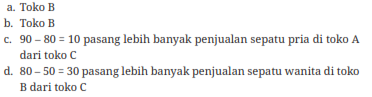 a. Toko B
b. Toko B
c. 90 – 80 = 10 pasang lebih banyak penjualan sepatu pria di toko A
dari toko C
d. 80 – 50 = 30 pasang lebih banyak penjualan sepatu wanita di toko
B dari toko C